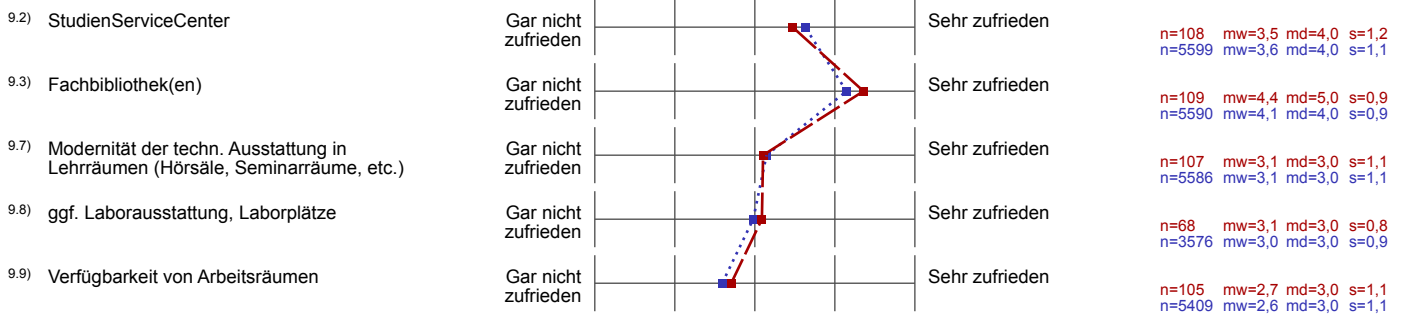 9.2) StudienServiceCenter
Gar nicht
zufrieden
Sehr zufrieden
n=108 mw=3,5 md=4,0 s=1,2
n=5599 mw=3,6 md=4,0 s=1,1
9.3) Fachbibliothek(en)
Gar nicht
zufrieden
Sehr zufrieden
n=109 mw=4,4 md=5,0 s=0,9
n=5590 mw=4,1 md=4,0 s=0,9
9.7) Modernität der techn. Ausstattung in
Lehrräumen (Hörsäle, Seminarräume, etc.)
Gar nicht
zufrieden
Sehr zufrieden
n=107 mw=3,1 md=3,0 s=1,1
n=5586 mw=3,1 md=3,0 s=1,1
9.8) ggf. Laborausstattung, Laborplätze
Gar nicht
zufrieden
Sehr zufrieden
n=68 mw=3,1 md=3,0 s=0,8
n=3576 mw=3,0 md=3,0 s=0,9
9.9) Verfügbarkeit von Arbeitsräumen
Gar nicht
zufrieden
Sehr zufrieden
n=105 mw=2,7 md=3,0 s=1,1
n=5409 mw=2,6 md=3,0 s=1,1